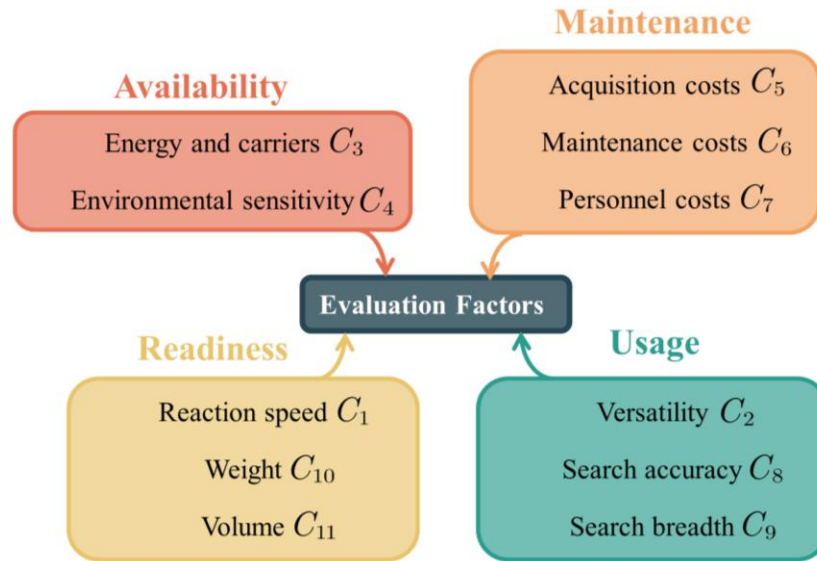 Maintenance
Acquisition costs C₅
Maintenance costs C₆
Personnel costs C₇
Availability
Energy and carriers C₃
Environmental sensitivity C₄
Evaluation Factors
Readiness
Reaction speed C₁
Weight C₁₀
Volume C₁₁
Usage
Versatility C₂
Search accuracy C₈
Search breadth C₉